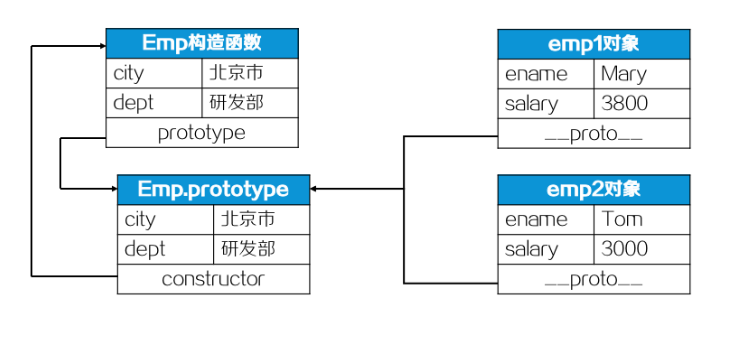 Emp构造函数
city 北京市
dept 研发部
prototype
Emp.prototype
city 北京市
dept 研发部
constructor
emp1对象
ename Mary
salary 3800
__proto__
emp2对象
ename Tom
salary 3000
__proto__